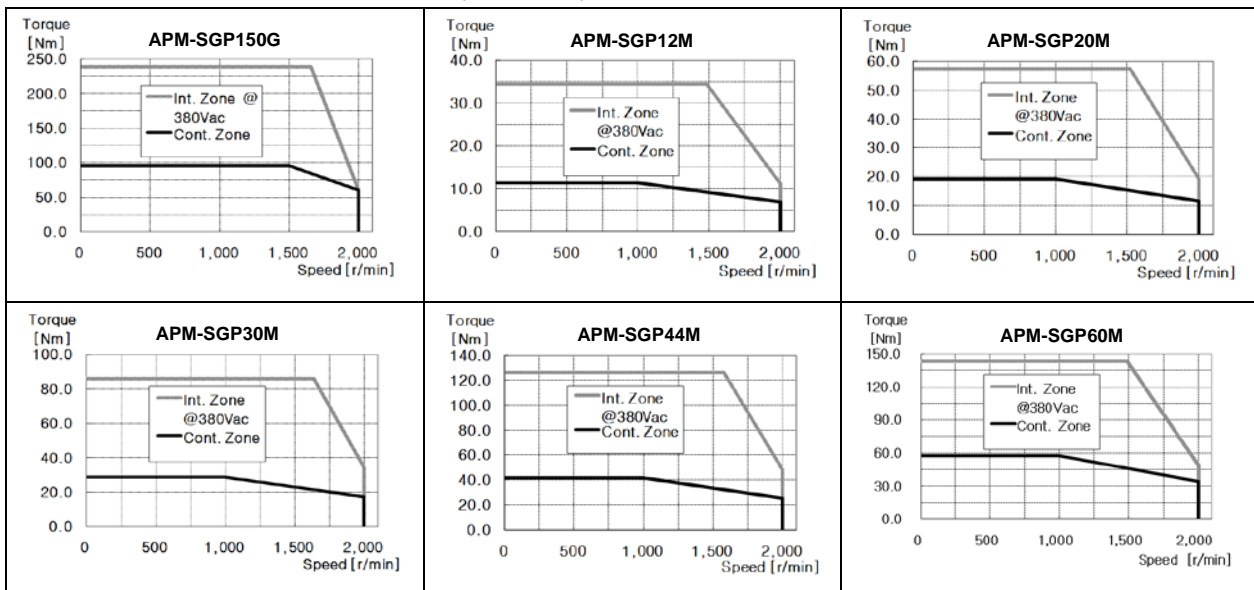 Torque
[Nm]
APM-SGP150G
250.0
200.0
150.0
100.0
50.0
0.0
Int. Zone @
380Vac
Cont. Zone
0 500 1,000 1,500 2,000
Speed [r/min]
Torque
[Nm]
APM-SGP12M
40.0
30.0
20.0
10.0
0.0
Int. Zone
@380Vac
Cont. Zone
0 500 1,000 1,500 2,000
Speed [r/min]
Torque
[Nm]
APM-SGP20M
60.0
50.0
40.0
30.0
20.0
10.0
0.0
Int. Zone
@380Vac
Cont. Zone
0 500 1,000 1,500 2,000
Speed [r/min]
Torque
[Nm]
APM-SGP30M
100.0
80.0
60.0
40.0
20.0
0.0
Int. Zone
@380Vac
Cont. Zone
0 500 1,000 1,500 2,000
Speed [r/min]
Torque
[Nm]
APM-SGP44M
140.0
120.0
100.0
80.0
60.0
40.0
20.0
0.0
Int. Zone
@380Vac
Cont. Zone
0 500 1,000 1,500 2,000
Speed [r/min]
Torque
[Nm]
APM-SGP60M
150.0
120.0
90.0
60.0
30.0
0.0
Int. Zone
@380Vac
Cont. Zone
0 500 1,000 1,500 2,000
Speed [r/min]